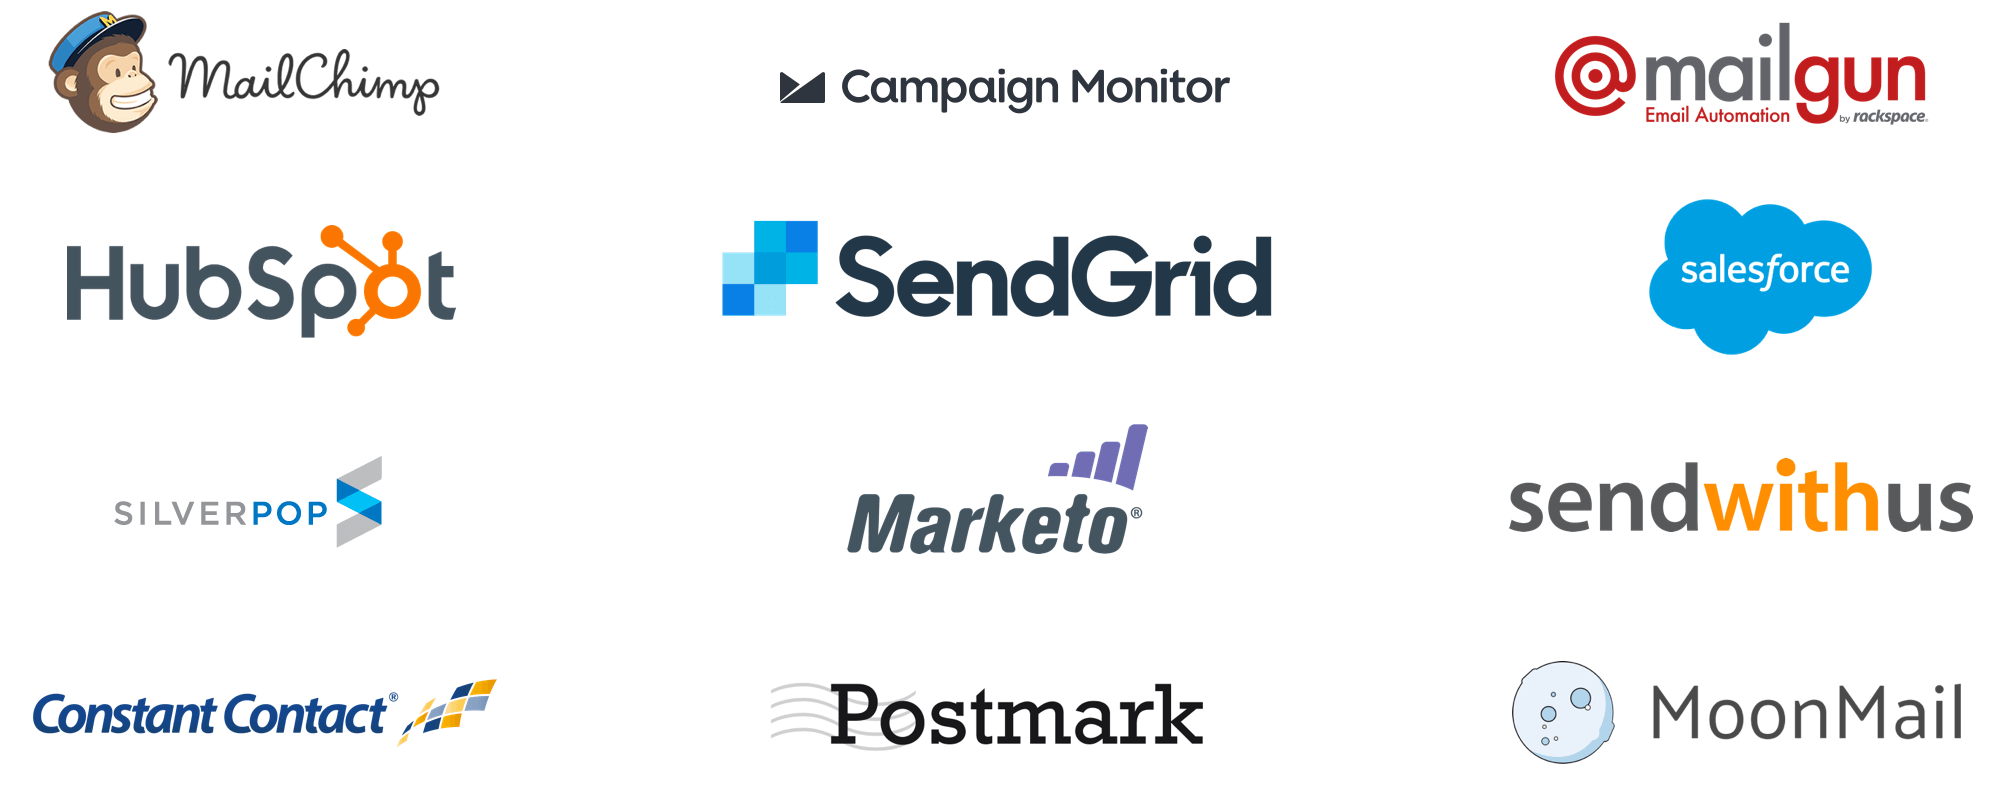 M
MailChimp
Campaign Monitor
@mailgun
Email Automation
by rackspace®
HubSpot
SendGrid
salesforce
SILVERPOP
Marketo®
sendwithus
Constant Contact®
Postmark
MoonMail